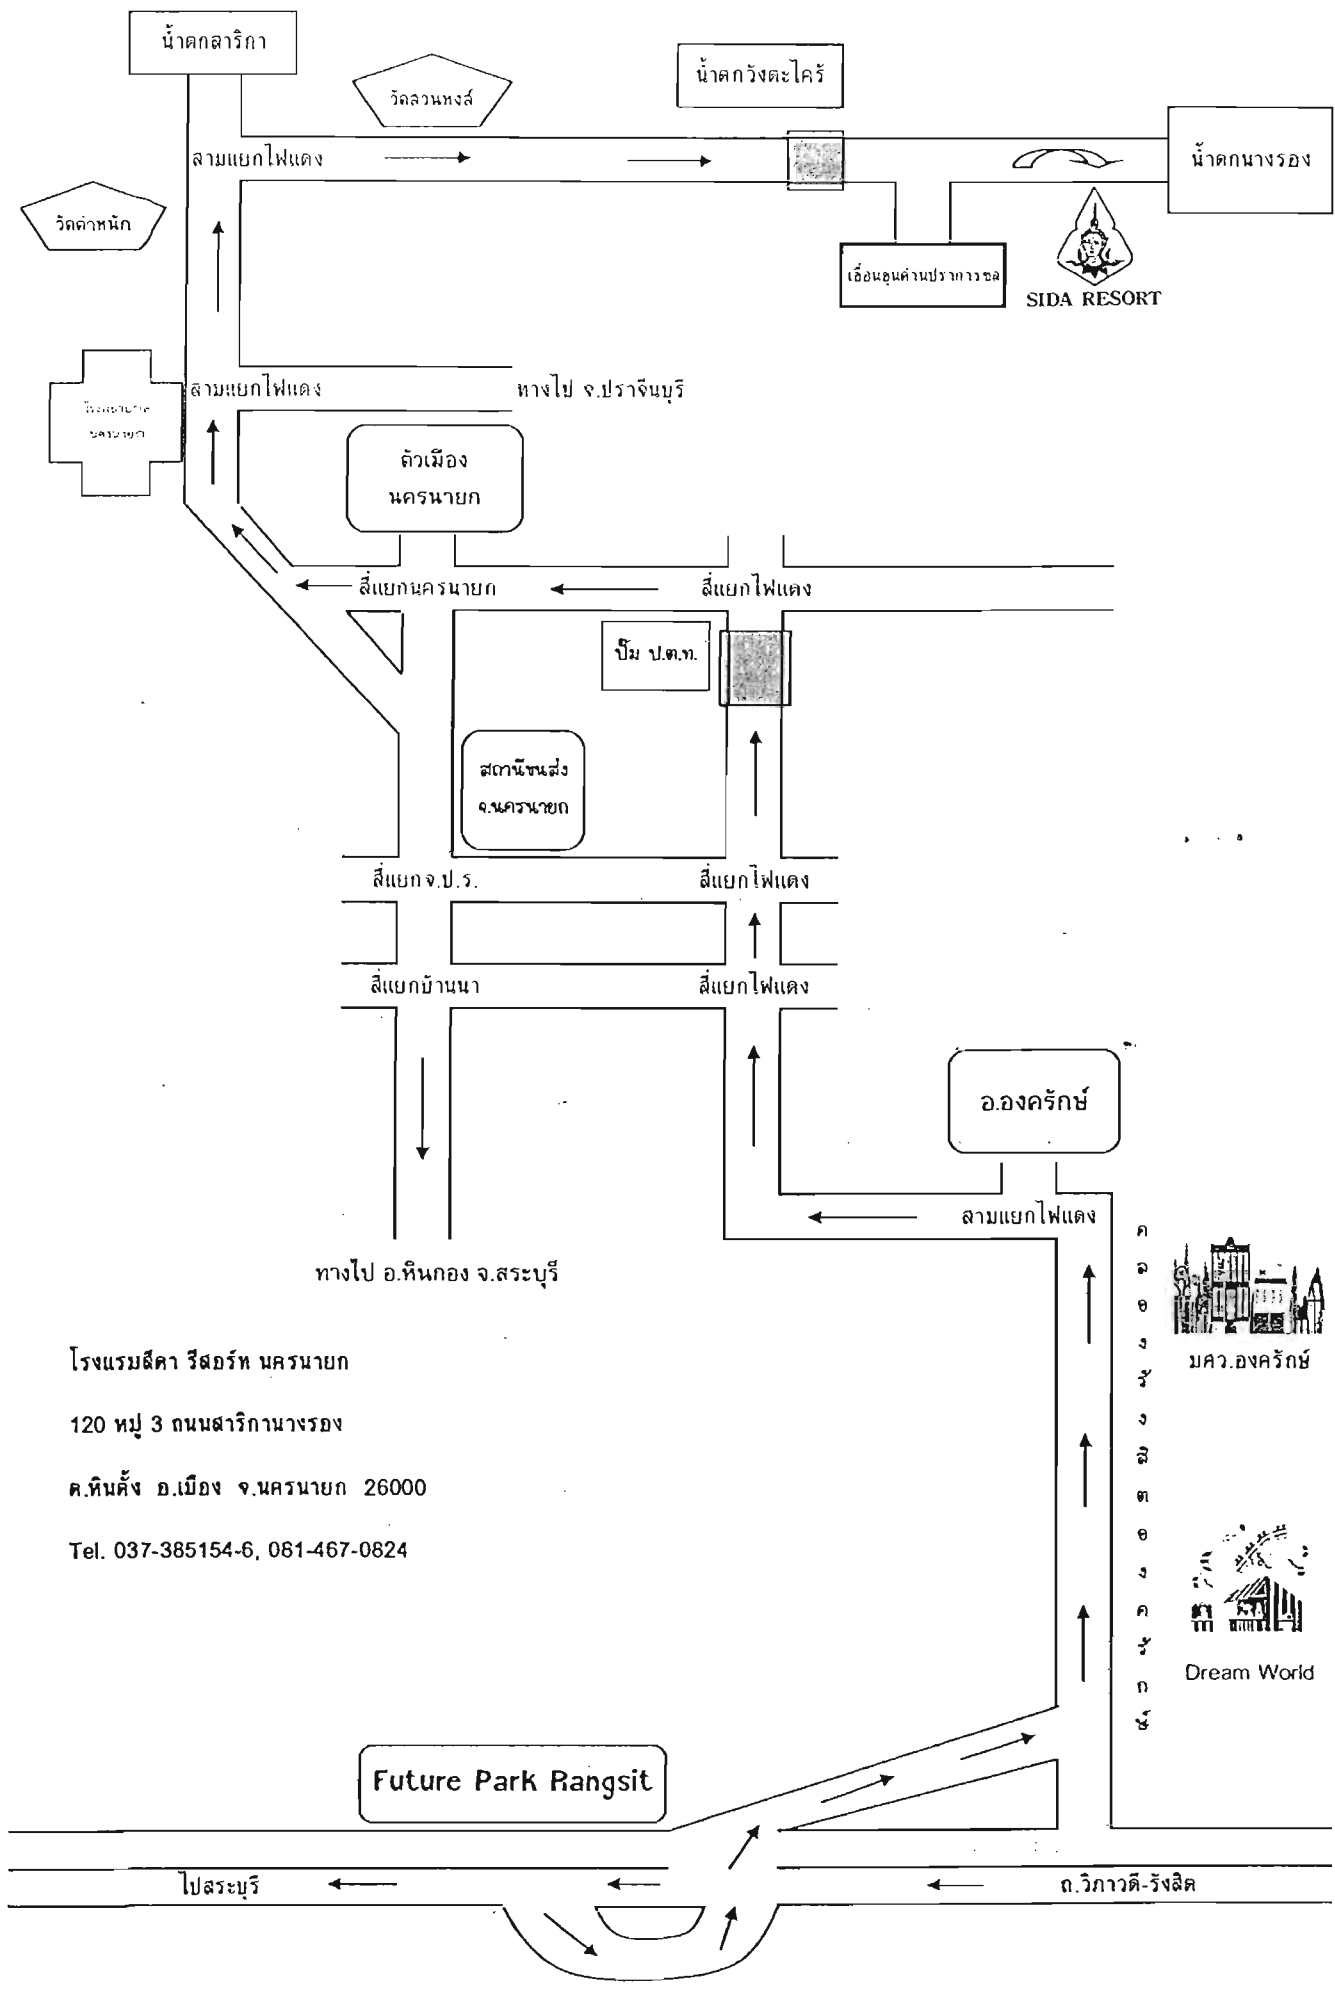 น้ำตกสาริกา
วัดสวนหงส์
น้ำตกวังตะไคร้
สามแยกไฟแดง
น้ำตกนางรอง
วัดตำหนัก
เขื่อนขุนด่านปราการชล
SIDA RESORT
สามแยกไฟแดง
ทางไป จ.ปราจีนบุรี
โรงพยาบาล
นครนายก
ตัวเมือง
นครนายก
สี่แยกนครนายก
สี่แยกไฟแดง
ปั๊ม ป.ต.ท.
สถานีขนส่ง
จ.นครนายก
สี่แยกจ.ป.ร.
สี่แยกไฟแดง
สี่แยกบ้านนา
สี่แยกไฟแดง
อ.องครักษ์
สามแยกไฟแดง
คลองรังสิตองครักษ์
ทางไป อ.หินกอง จ.สระบุรี
มศว.องครักษ์
โรงแรมสีดา รีสอร์ท นครนายก
120 หมู่ 3 ถนนสาริกานางรอง
ต.หินตั้ง อ.เมือง จ.นครนายก 26000
Tel. 037-385154-6, 081-467-0824
Dream World
Future Park Rangsit
ไปสระบุรี
ถ.วิภาวดี-รังสิต